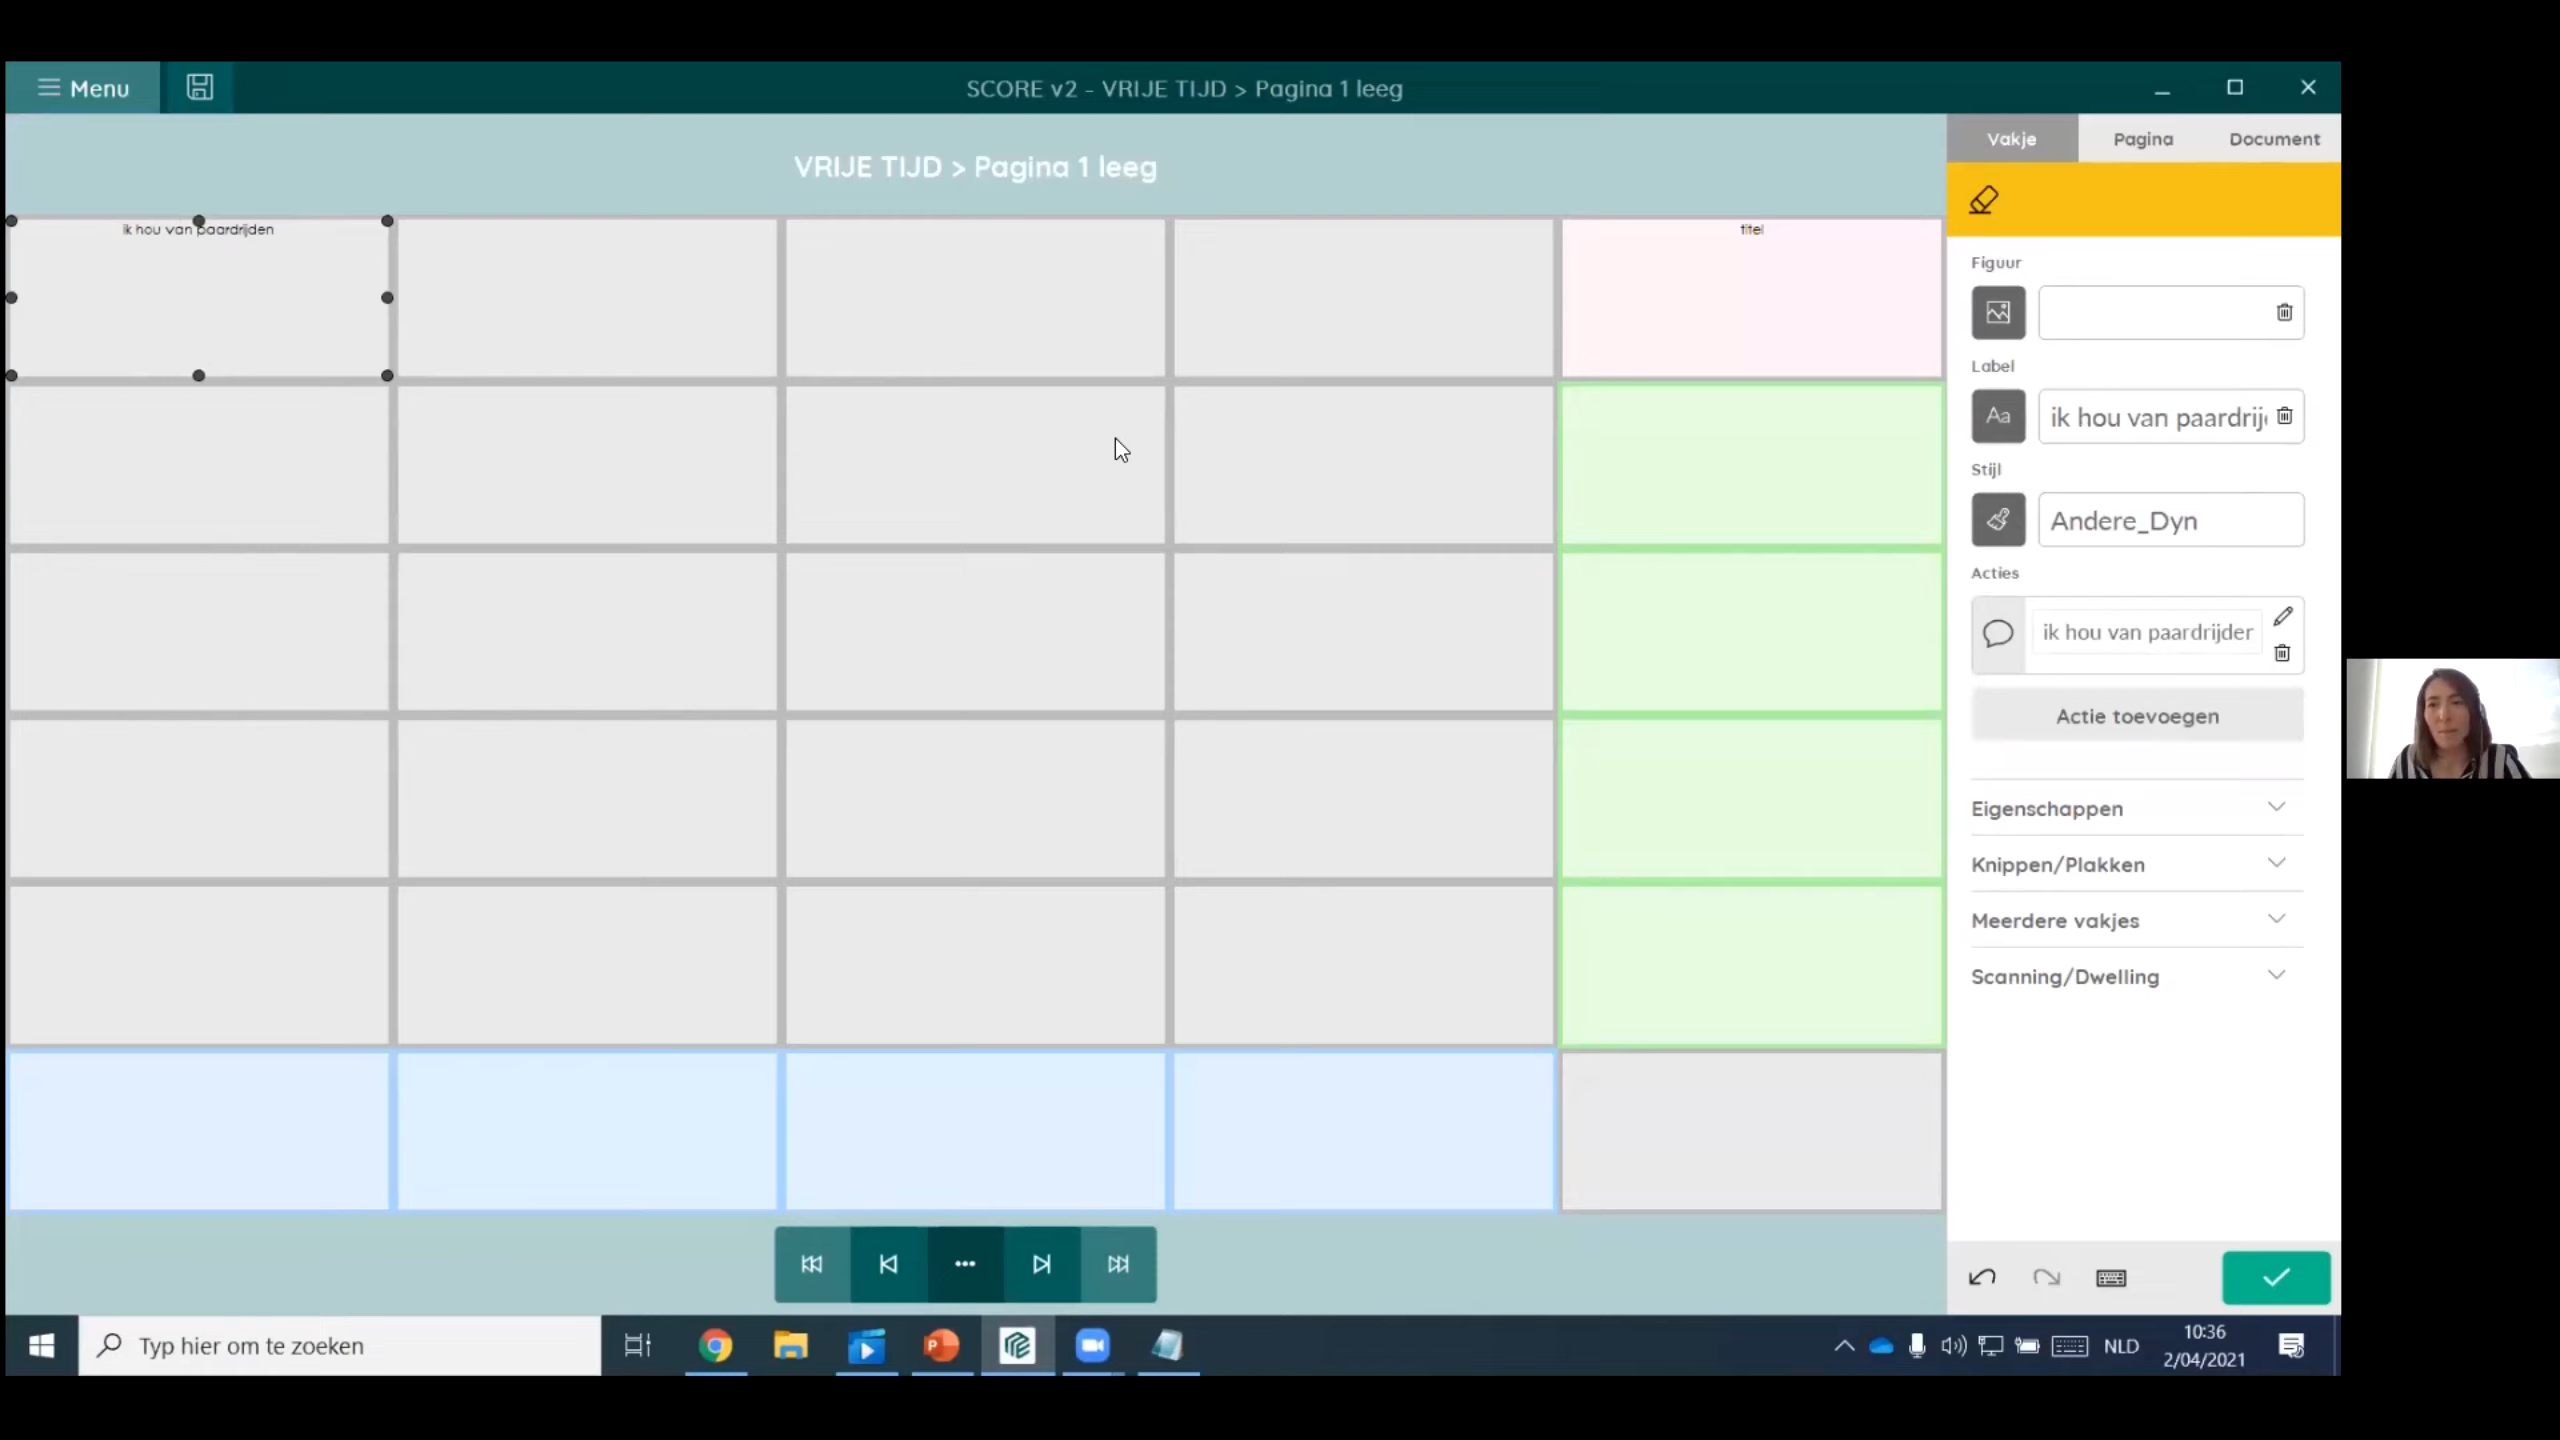 Menu
SCORE v2 - VRIJE TIJD > Pagina 1 leeg
VRIJE TIJD > Pagina 1 leeg
ik hou van paardrijden
titel
Vakje
Pagina
Document
Figuur
Label
Aa
ik hou van paardrij
Stijl
Andere_Dyn
Acties
ik hou van paardrijder
Actie toevoegen
Eigenschappen
Knippen/Plakken
Meerdere vakjes
Scanning/Dwelling
Typ hier om te zoeken
NLD
10:36
2/04/2021